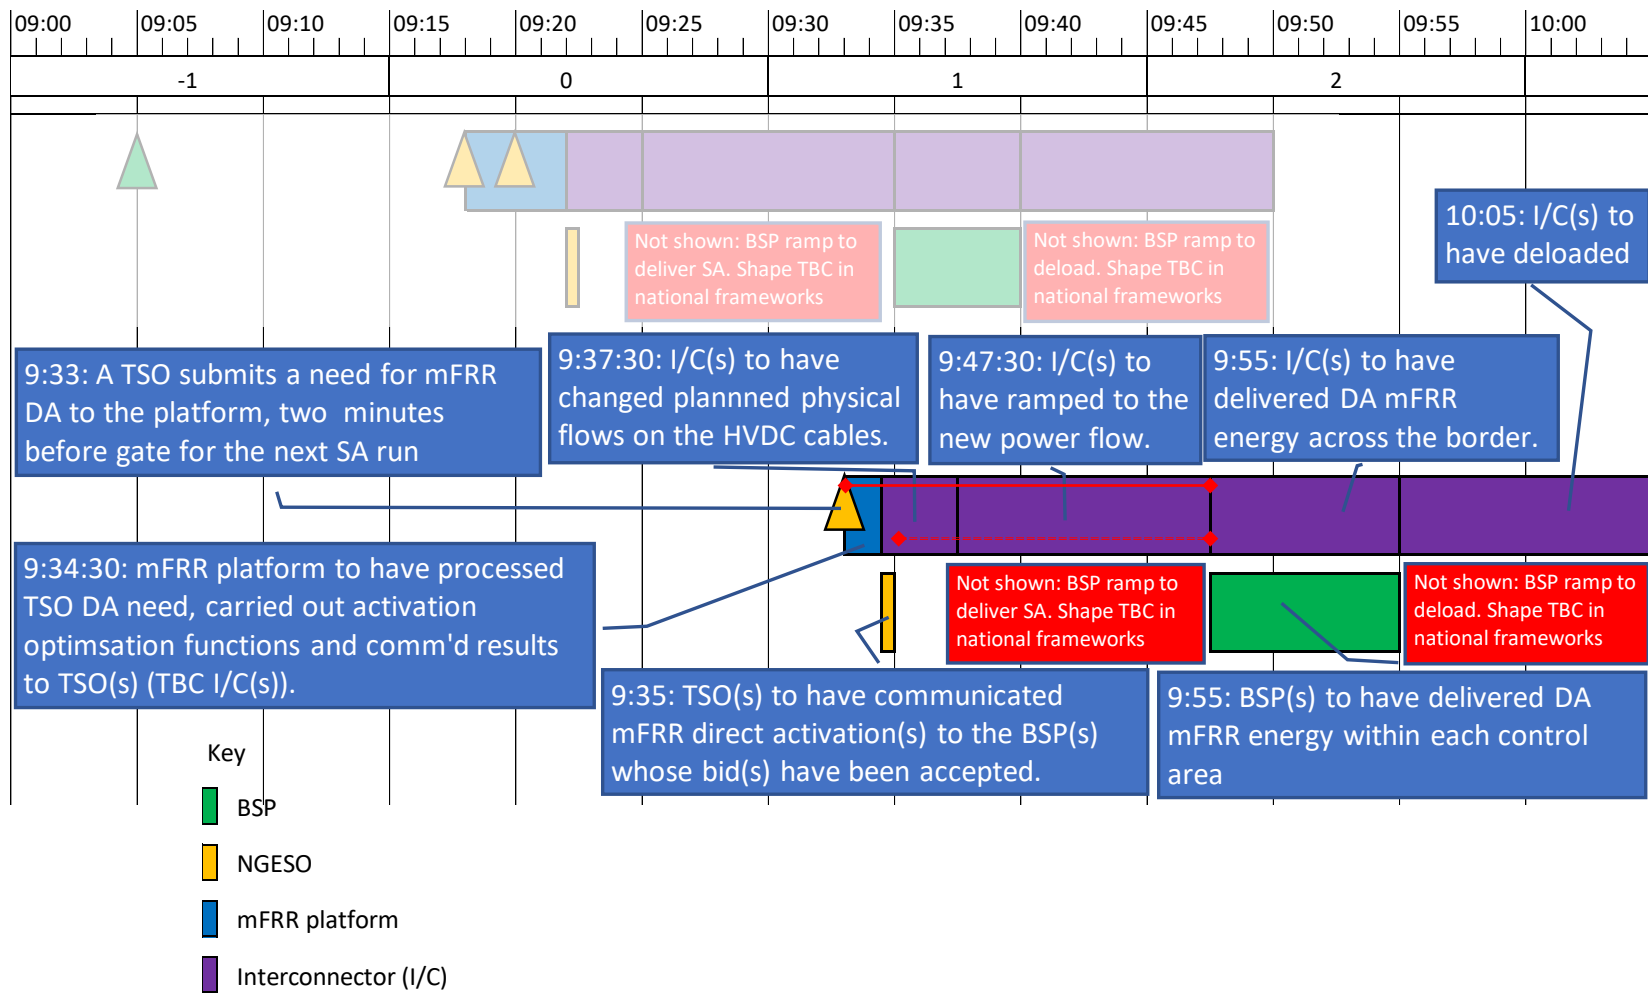 09:00 09:05 09:10 09:15 09:20 09:25 09:30 09:35 09:40 09:45 09:50 09:55 10:00
-1 0 1 2
Not shown: BSP ramp to
deliver SA. Shape TBC in
national frameworks
Not shown: BSP ramp to
deload. Shape TBC in
national frameworks
10:05: I/C(s) to
have deloaded
9:33: A TSO submits a need for mFRR
DA to the platform, two minutes
before gate for the next SA run
9:37:30: I/C(s) to have
changed plannned physical
flows on the HVDC cables.
9:47:30: I/C(s) to
have ramped to the
new power flow.
9:55: I/C(s) to have
delivered DA mFRR
energy across the border.
9:34:30: mFRR platform to have processed
TSO DA need, carried out activation
optimsation functions and comm'd results
to TSO(s) (TBC I/C(s)).
Not shown: BSP ramp to
deliver SA. Shape TBC in
national frameworks
Not shown: BSP ramp to
deload. Shape TBC in
national frameworks
9:35: TSO(s) to have communicated
mFRR direct activation(s) to the BSP(s)
whose bid(s) have been accepted.
9:55: BSP(s) to have delivered DA
mFRR energy within each control
area
Key
BSP
NGESO
mFRR platform
Interconnector (I/C)